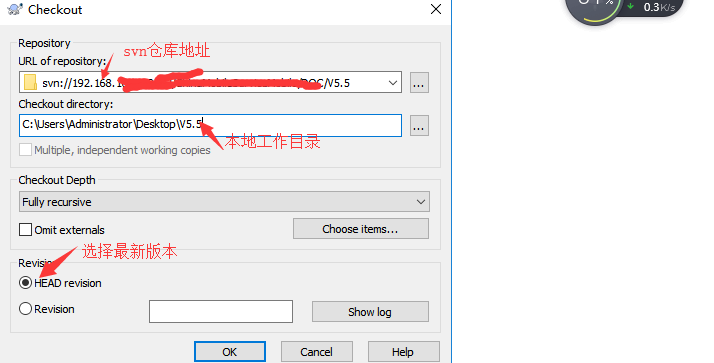 Checkout
Repository
svn仓库地址
URL of repository:
svn://192.168.1 /DOC/V5.5
...
Checkout directory:
C:\Users\Administrator\Desktop\V5.5
...
本地工作目录
Multiple, independent working copies
Checkout Depth
Fully recursive
Omit externals
Choose items...
选择最新版本
Revision
HEAD revision
Revision
Show log
OK
Cancel
Help
0.3K/s